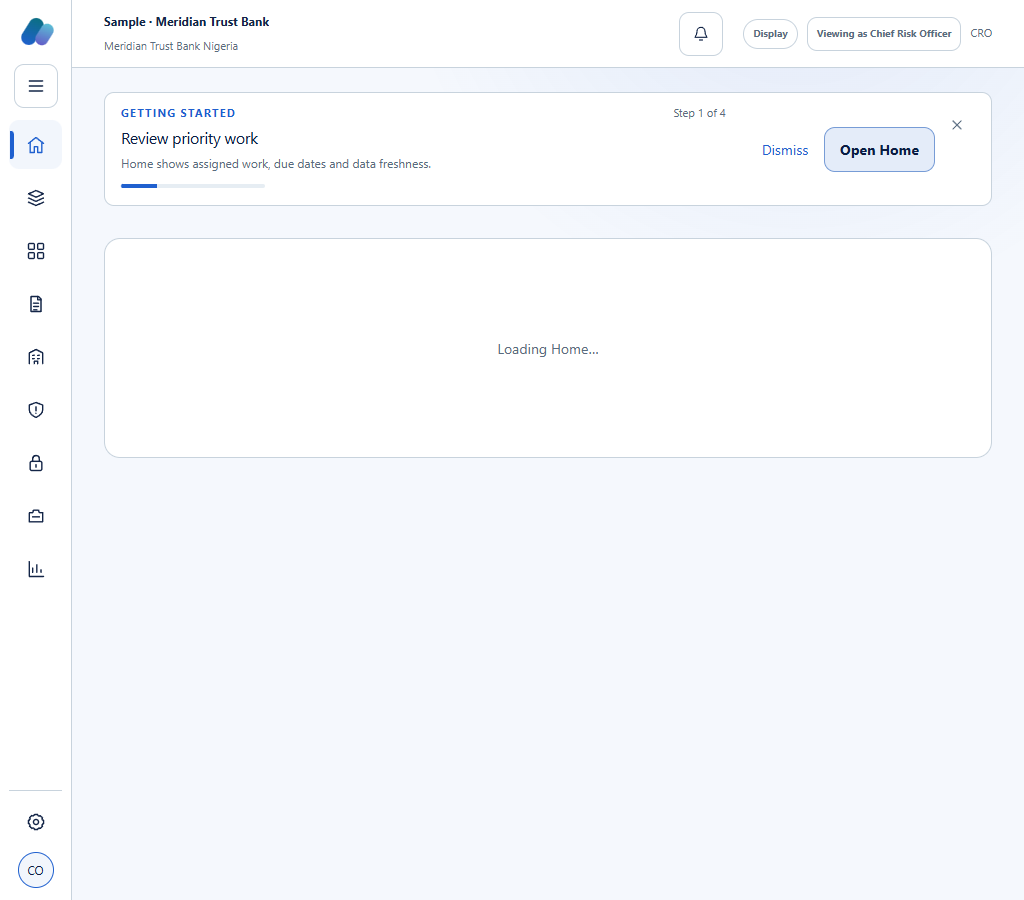 Sample · Meridian Trust Bank
Meridian Trust Bank Nigeria
Display
Viewing as Chief Risk Officer
CRO
GETTING STARTED
Step 1 of 4
Review priority work
Home shows assigned work, due dates and data freshness.
Dismiss
Open Home
Loading Home...
CO